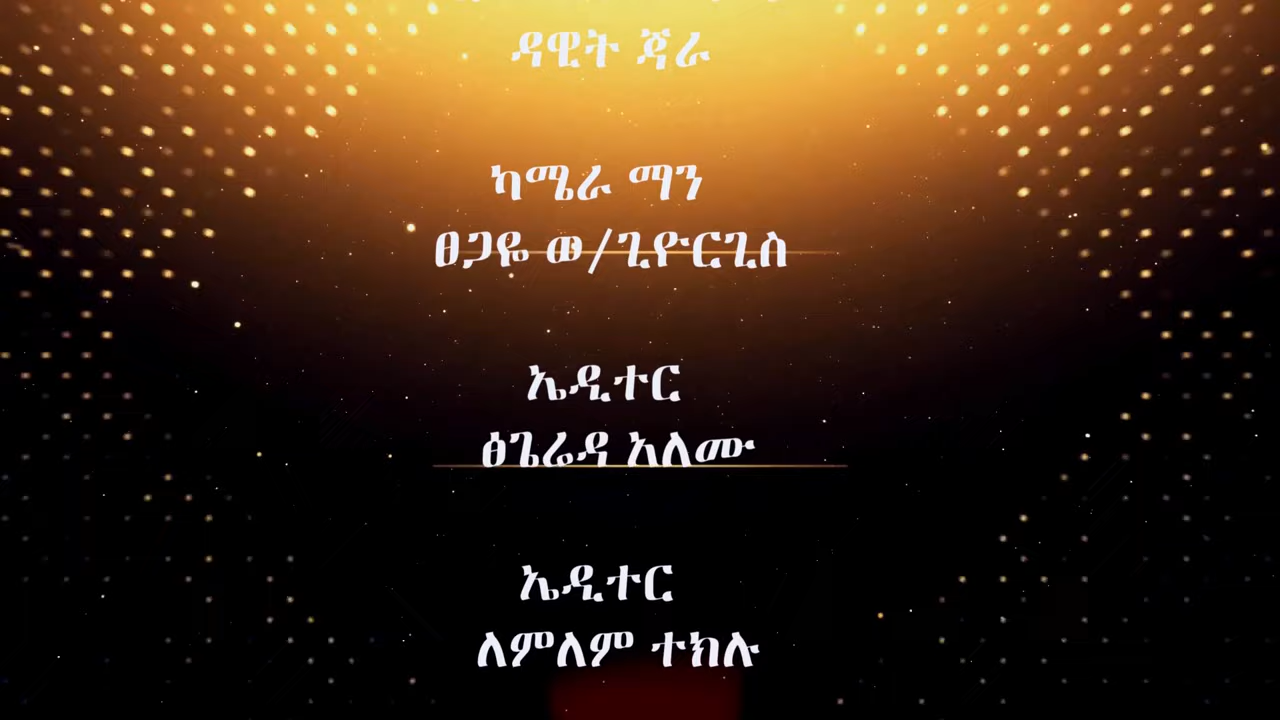 ዳዊት ጃራ
ካሜራ ማን
ፀጋዬ ወ/ጊዮርጊስ
ኤዲተር
ፅጌሬዳ አለሙ
ኤዲተር
ለምለም ተክሉ